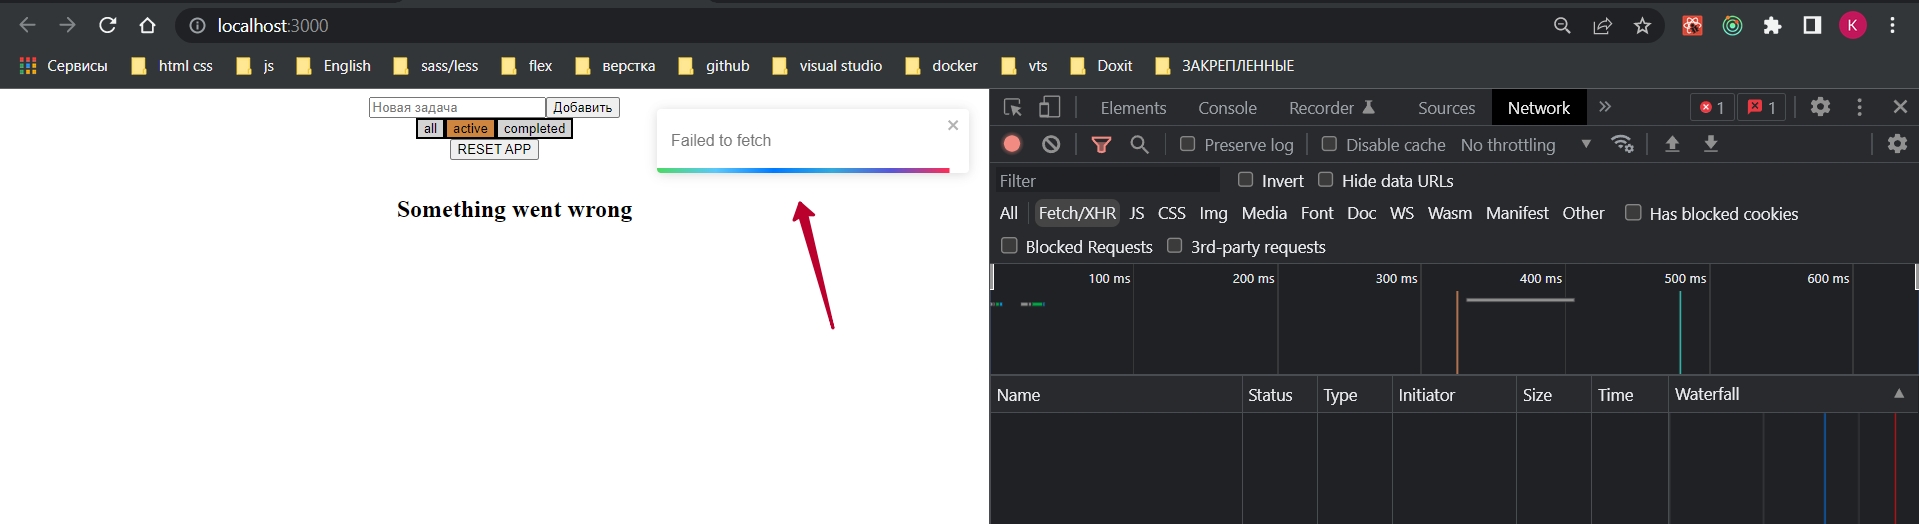 localhost:3000
K
Сервисы html css js English sass/less flex верстка github visual studio docker vts Doxit ЗАКРЕПЛЕННЫЕ
Новая задача Добавить
all active completed
RESET APP
Something went wrong
Failed to fetch
Elements Console Recorder Sources Network 1 1
Preserve log Disable cache No throttling
Filter Invert Hide data URLs
All Fetch/XHR JS CSS Img Media Font Doc WS Wasm Manifest Other Has blocked cookies
Blocked Requests 3rd-party requests
100 ms 200 ms 300 ms 400 ms 500 ms 600 ms
Name Status Type Initiator Size Time Waterfall